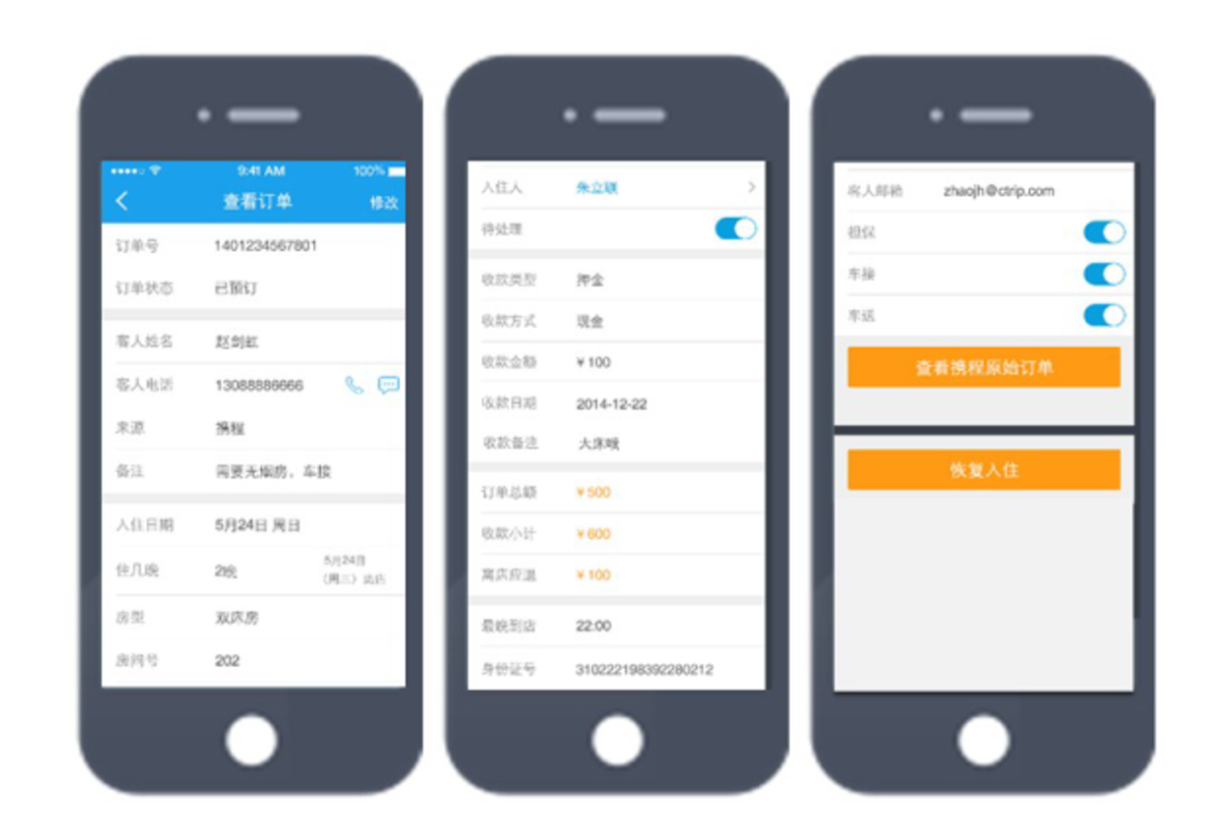 9:41 AM
100%
查看订单
修改
订单号 1401234567801
订单状态 已预订
客人姓名 赵剑虹
客人电话 13088886666
来源 携程
备注 需要无烟房，车接
入住日期 5月24日 周日
住几晚 2晚
5月24日
(周三) 离店
房型 双床房
房间号 202
入住人 朱立
待处理
收款类型 押金
收款方式 现金
收款金额 ￥100
收款日期 2014-12-22
收款备注 大床哦
订单总额 ￥500
收款小计 ￥600
离店应退 ￥100
最晚到店 22:00
身份证号 310222198392280212
客人邮箱 zhaojh@ctrip.com
担保
车接
车送
查看携程原始订单
恢复入住